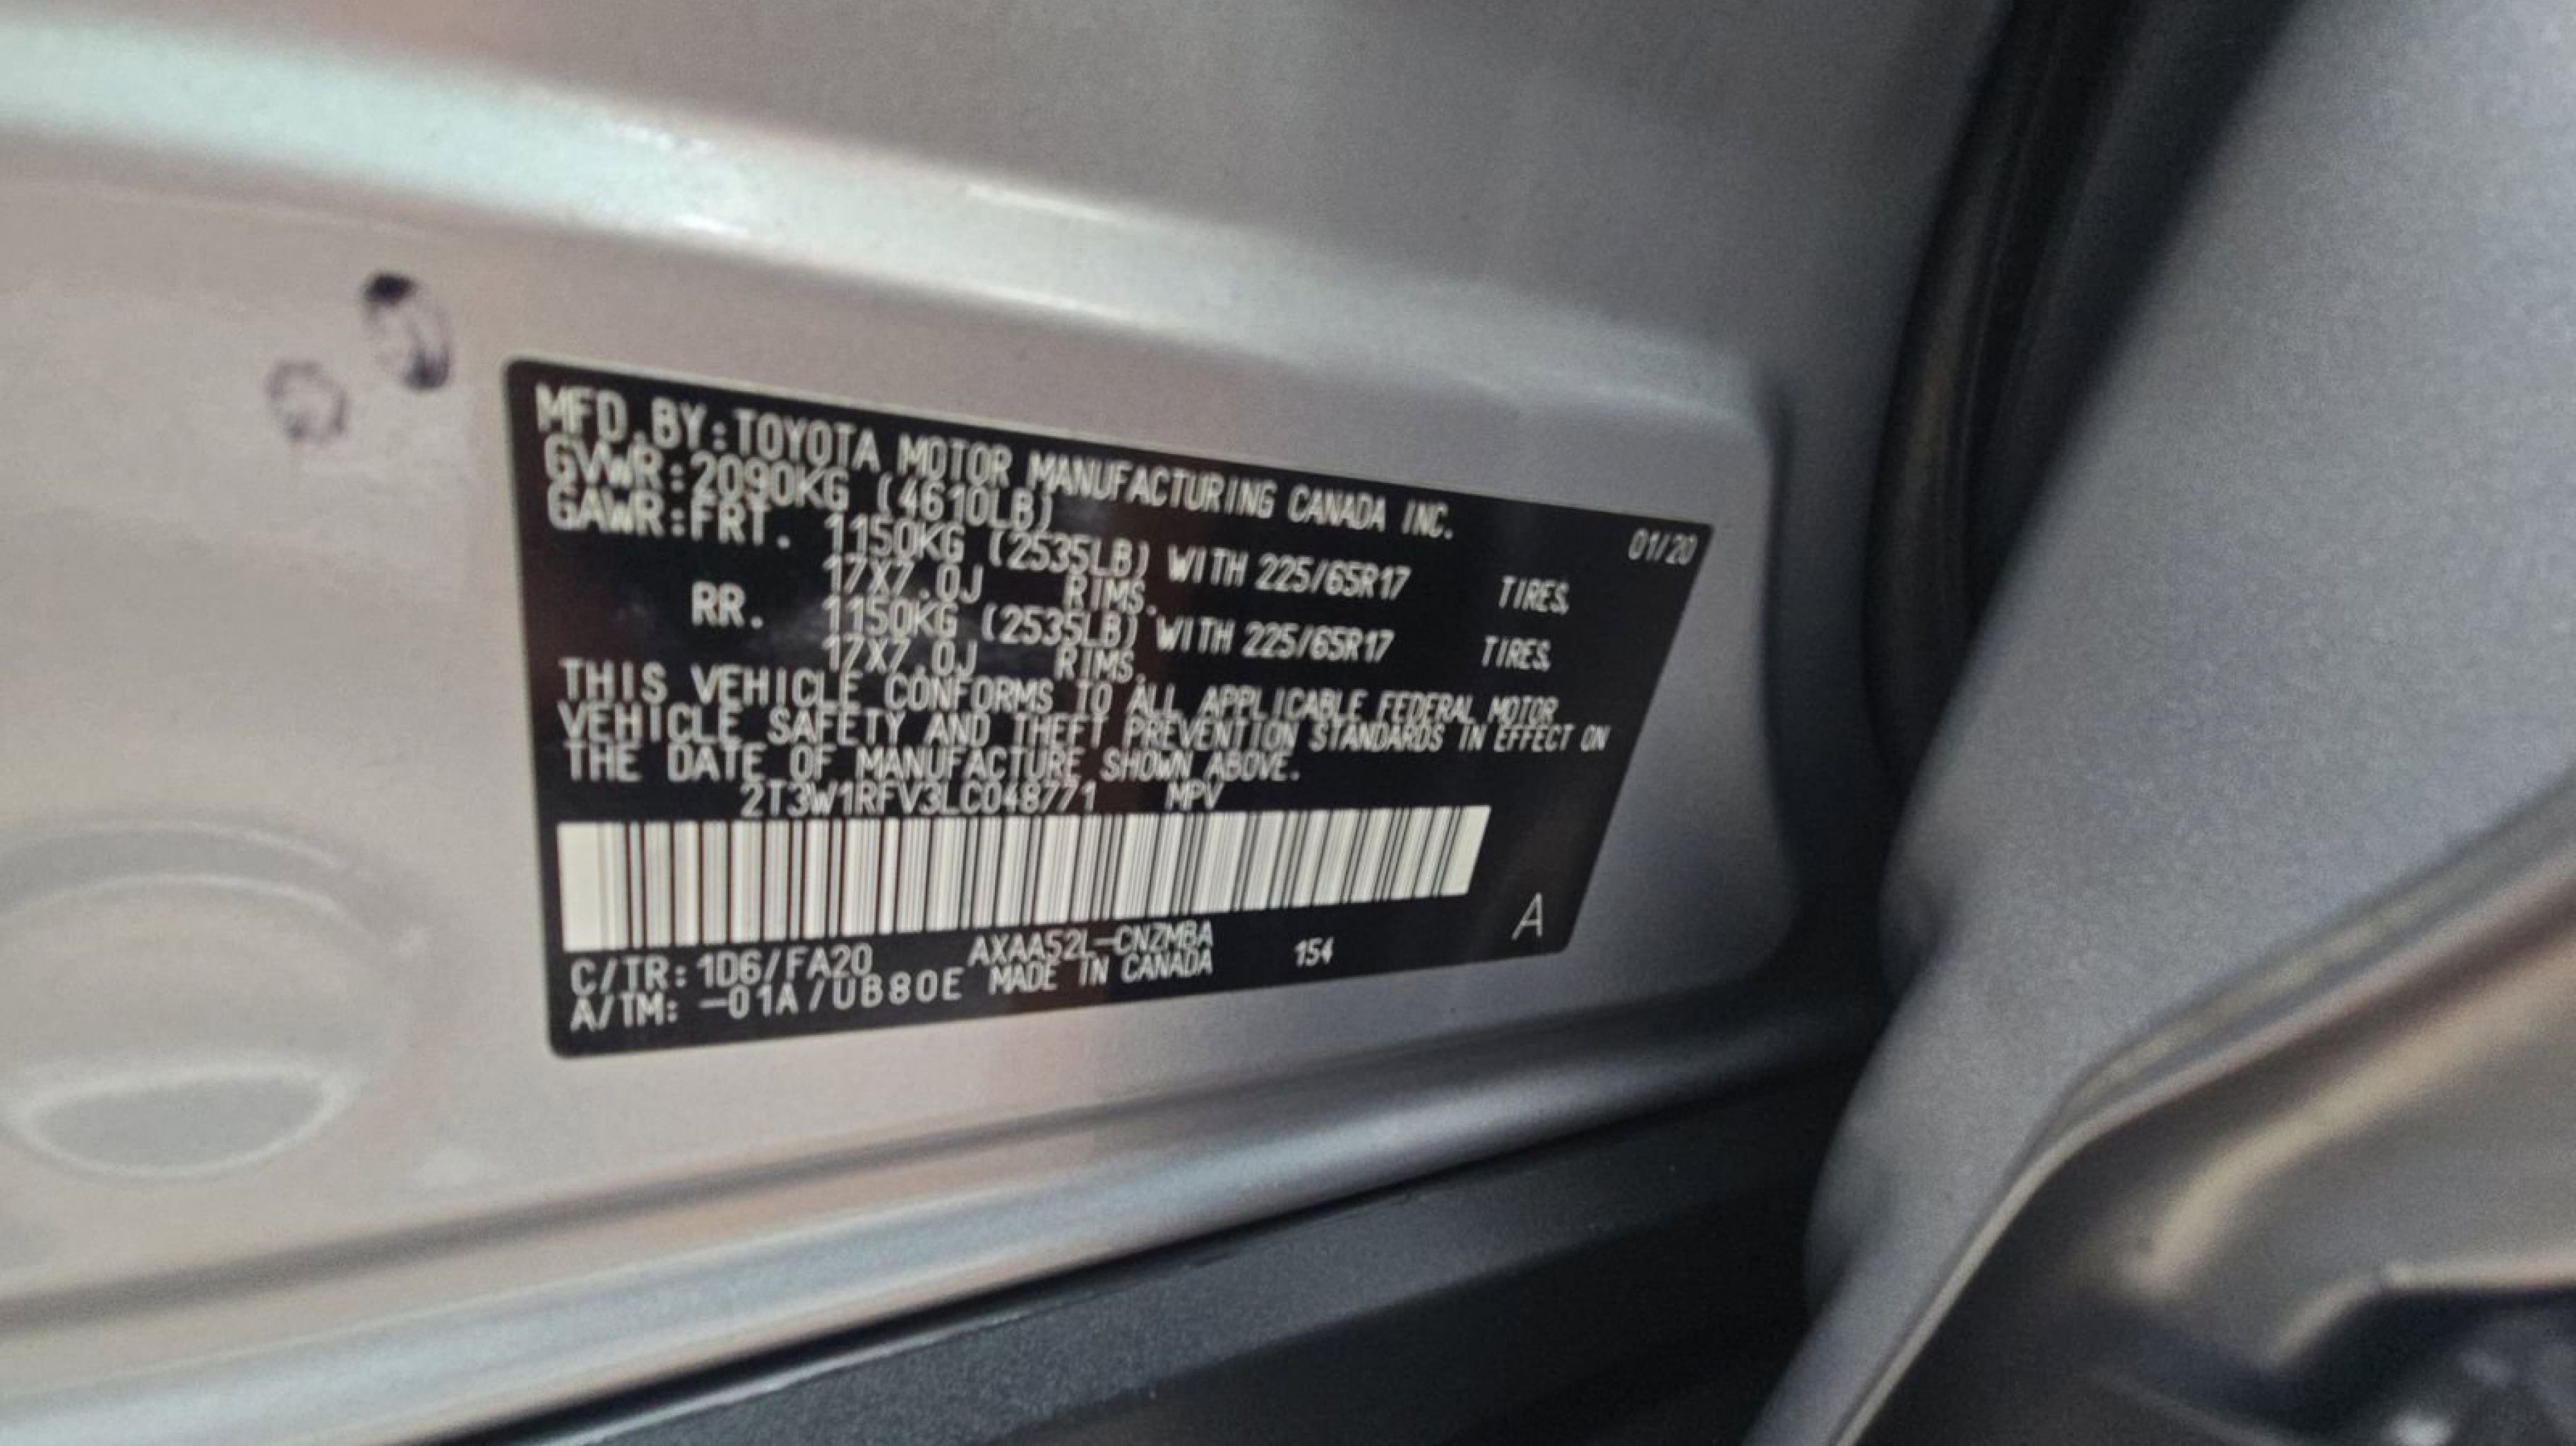 MFD.BY:TOYOTA MOTOR MANUFACTURING CANADA INC. 01/20
GVWR:2090KG (4610LB)
GAWR:FRT. 1150KG (2535LB) WITH 225/65R17 TIRES,
17X7.0J RIMS.
RR. 1150KG (2535LB) WITH 225/65R17 TIRES,
17X7.0J RIMS.
THIS VEHICLE CONFORMS TO ALL APPLICABLE FEDERAL MOTOR
VEHICLE SAFETY AND THEFT PREVENTION STANDARDS IN EFFECT ON
THE DATE OF MANUFACTURE SHOWN ABOVE.
2T3W1RFV3LC048771 MPV
C/TR:1D6/FA20 AXAA52L-CNZMBA 154 A
A/TM: -01A/UB80E MADE IN CANADA